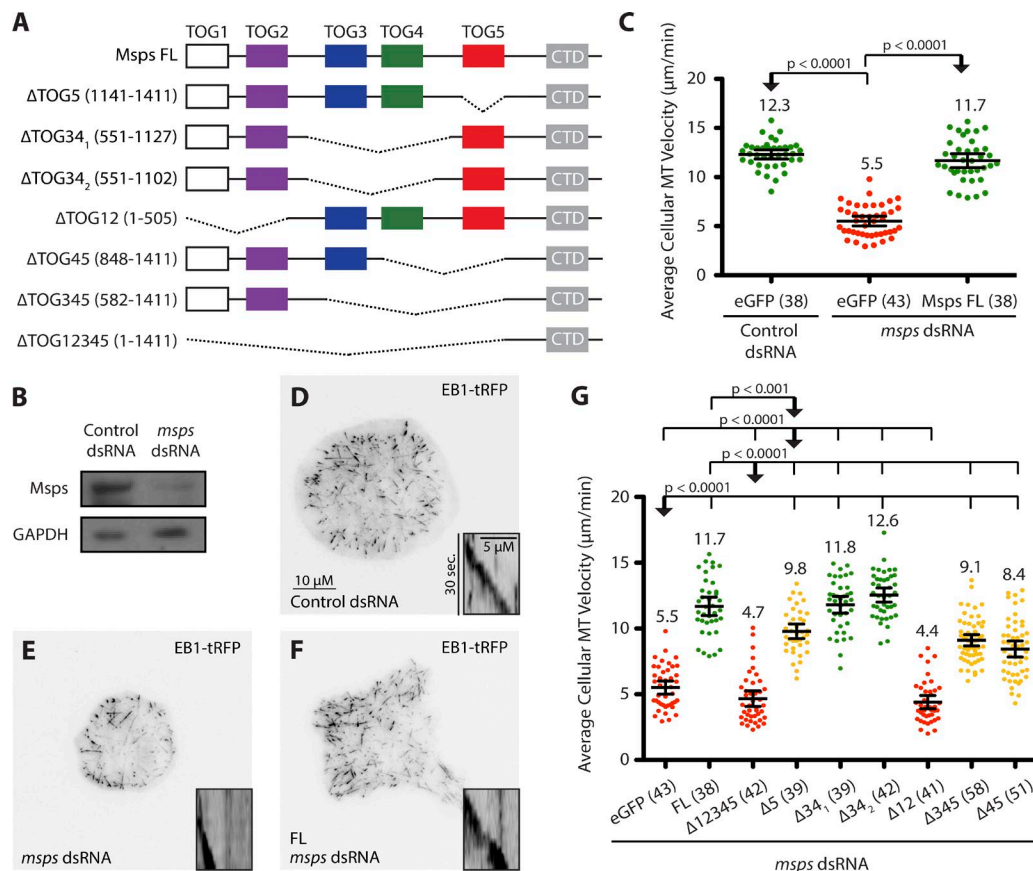 A
TOG1 TOG2 TOG3 TOG4 TOG5
Msps FL CTD
ΔTOG5 (1141-1411) CTD
ΔTOG34₁ (551-1127) CTD
ΔTOG34₂ (551-1102) CTD
ΔTOG12 (1-505) CTD
ΔTOG45 (848-1411) CTD
ΔTOG345 (582-1411) CTD
ΔTOG12345 (1-1411) CTD
B
Control dsRNA
msps dsRNA
Msps
GAPDH
C
p < 0.0001
p < 0.0001
Average Cellular MT Velocity (μm/min)
20
15
10
5
0
12.3
5.5
11.7
eGFP (38) eGFP (43) Msps FL (38)
Control dsRNA
msps dsRNA
D
EB1-tRFP
10 μM
Control dsRNA
30 sec.
5 μM
E
EB1-tRFP
msps dsRNA
F
EB1-tRFP
FL
msps dsRNA
G
p < 0.001
p < 0.0001
p < 0.0001
p < 0.0001
Average Cellular MT Velocity (μm/min)
20
15
10
5
0
5.5
11.7
4.7
9.8
11.8
12.6
4.4
9.1
8.4
eGFP (43)
FL (38)
Δ12345 (42)
Δ5 (39)
Δ34₁ (39)
Δ34₂ (42)
Δ12 (41)
Δ345 (58)
Δ45 (51)
msps dsRNA